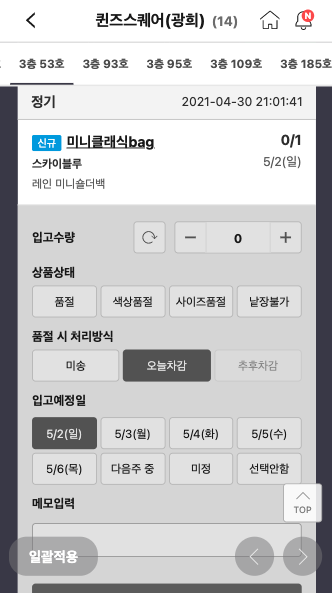 퀸즈스퀘어(광희) (14)
N
3층 53호 3층 93호 3층 95호 3층 109호 3층 185호
정기 2021-04-30 21:01:41
신규 미니클래식bag 0/1
스카이블루 5/2(일)
레인 미니숄더백
입고수량 0
상품상태
품절 색상품절 사이즈품절 낱장불가
품절 시 처리방식
미송 오늘차감 추후차감
입고예정일
5/2(일) 5/3(월) 5/4(화) 5/5(수)
5/6(목) 다음주 중 미정 선택안함
메모입력
TOP
일괄적용